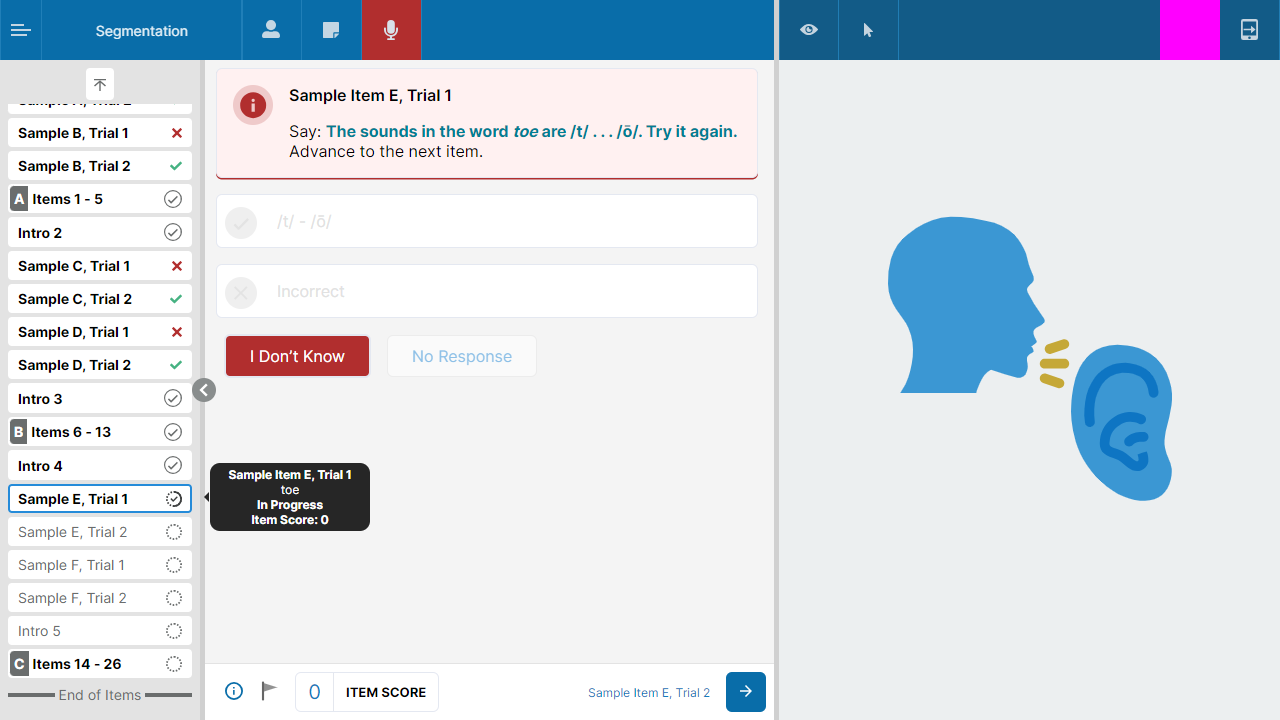 Segmentation
Sample B, Trial 1
Sample B, Trial 2
A Items 1 - 5
Intro 2
Sample C, Trial 1
Sample C, Trial 2
Sample D, Trial 1
Sample D, Trial 2
Intro 3
B Items 6 - 13
Intro 4
Sample E, Trial 1
Sample E, Trial 2
Sample F, Trial 1
Sample F, Trial 2
Intro 5
C Items 14 - 26
End of Items
Sample Item E, Trial 1
Say: The sounds in the word toe are /t/ . . . /ō/. Try it again.
Advance to the next item.
/t/ - /ō/
Incorrect
I Don’t Know
No Response
Sample Item E, Trial 1
toe
In Progress
Item Score: 0
0 ITEM SCORE
Sample Item E, Trial 2